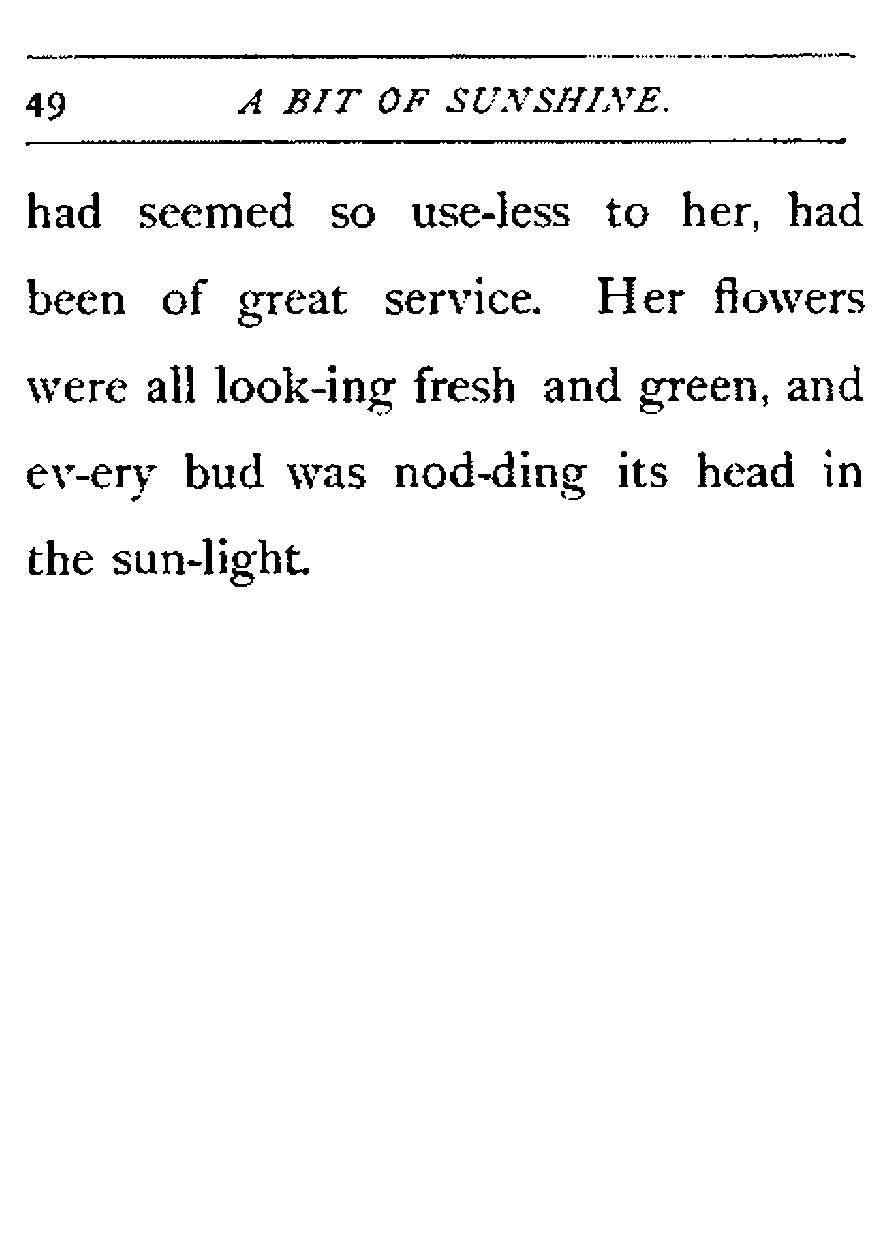 49 A BIT OF SUNSHINE.
had seemed so use-less to her, had
been of great service. Her flowers
were all look-ing fresh and green, and
ev-ery bud was nod-ding its head in
the sun-light.